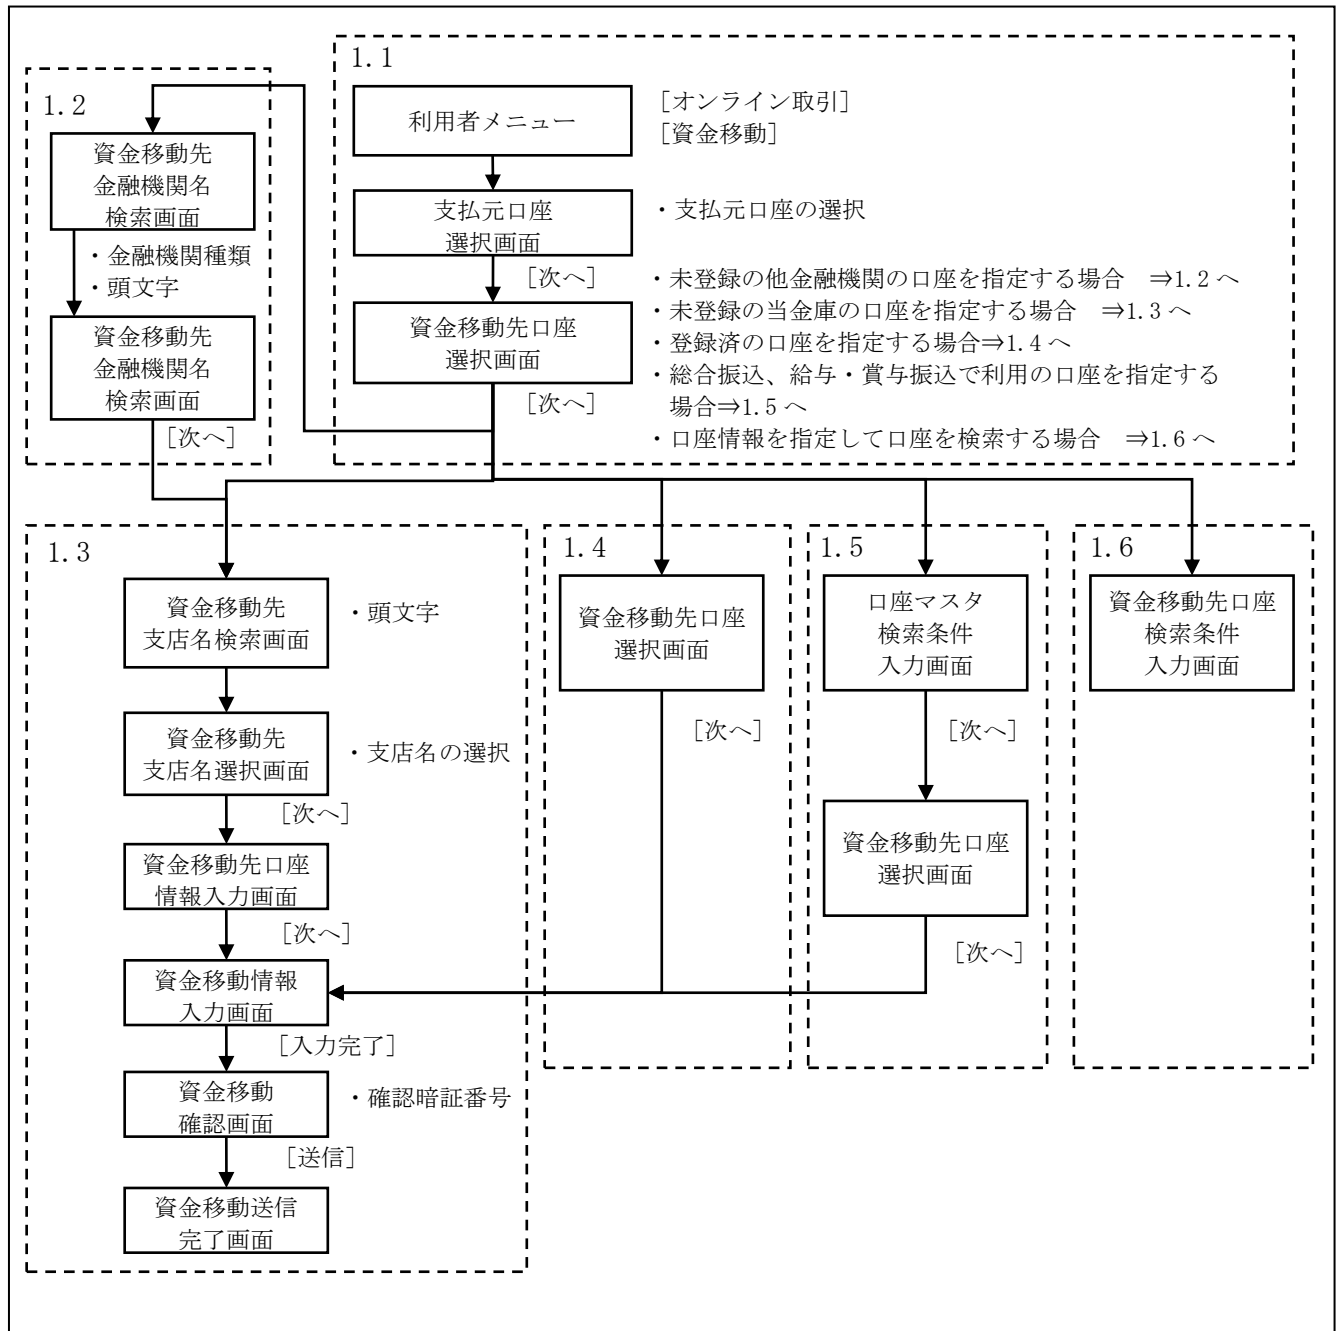 1.1
利用者メニュー
[オンライン取引]
[資金移動]
支払元口座
選択画面
・支払元口座の選択
[次へ]
資金移動先口座
選択画面
[次へ]
・未登録の他金融機関の口座を指定する場合　⇒1.2へ
・未登録の当金庫の口座を指定する場合　⇒1.3へ
・登録済の口座を指定する場合⇒1.4へ
・総合振込、給与・賞与振込で利用の口座を指定する
場合⇒1.5へ
・口座情報を指定して口座を検索する場合　⇒1.6へ
1.2
資金移動先
金融機関名
検索画面
・金融機関種類
・頭文字
資金移動先
金融機関名
検索画面
[次へ]
1.3
資金移動先
支店名検索画面
・頭文字
資金移動先
支店名選択画面
・支店名の選択
[次へ]
資金移動先口座
情報入力画面
[次へ]
資金移動情報
入力画面
[入力完了]
資金移動
確認画面
・確認暗証番号
[送信]
資金移動送信
完了画面
1.4
資金移動先口座
選択画面
[次へ]
1.5
口座マスタ
検索条件
入力画面
[次へ]
資金移動先口座
選択画面
[次へ]
1.6
資金移動先口座
検索条件
入力画面